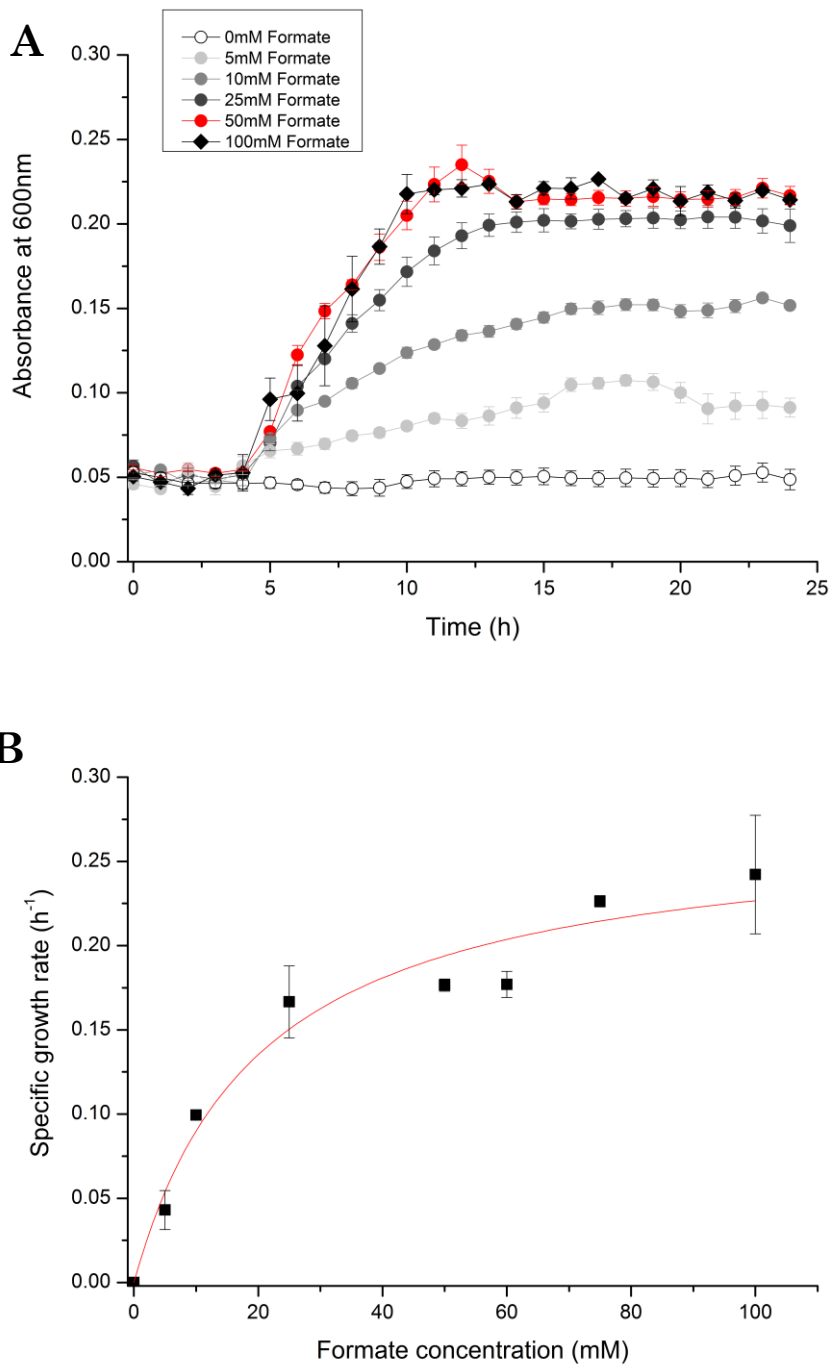 A
0mM Formate
5mM Formate
10mM Formate
25mM Formate
50mM Formate
100mM Formate
0.30
0.25
0.20
0.15
0.10
0.05
0.00
Absorbance at 600nm
0 5 10 15 20 25
Time (h)
B
0.30
0.25
0.20
0.15
0.10
0.05
0.00
Specific growth rate (h⁻¹)
0 20 40 60 80 100
Formate concentration (mM)